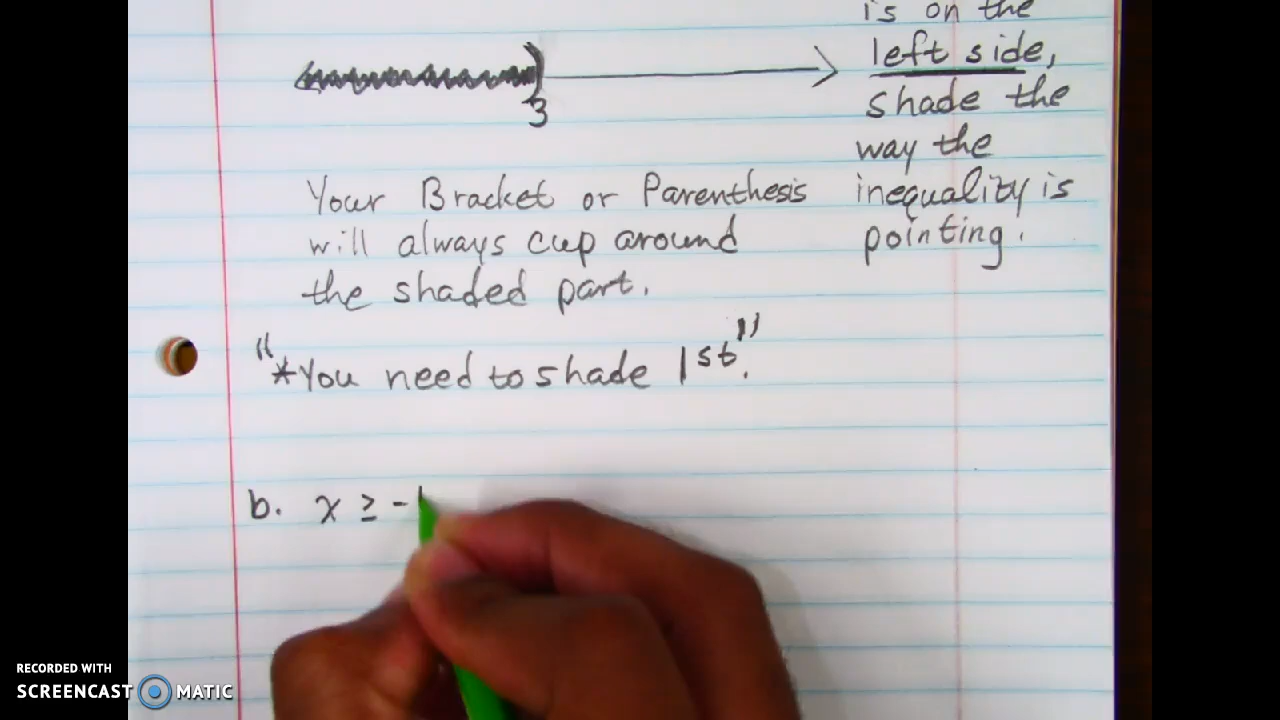 is on the
left side,
shade the
way the
inequality is
pointing.
3
Your Bracket or Parenthesis
will always cup around
the shaded part.
"*You need to shade 1st."
b. x ≥ -
RECORDED WITH
SCREENCAST MATIC